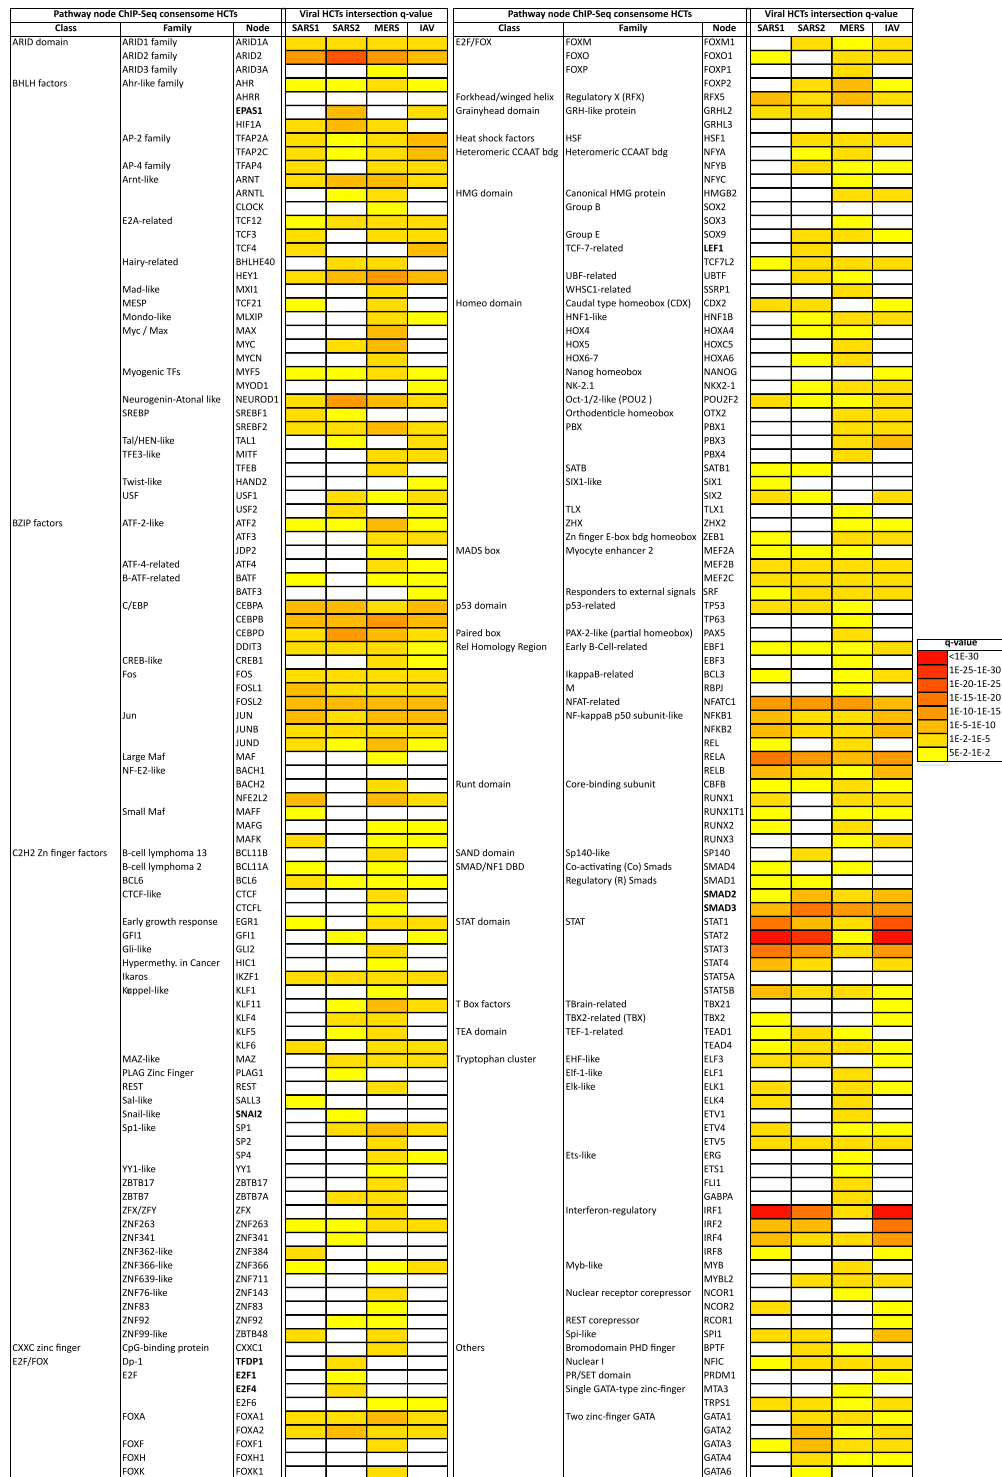 Pathway node ChIP-Seq consensome HCTs Viral HCTs intersection q-value
Class Family Node SARS1 SARS2 MERS IAV
ARID domain ARID1 family ARID1A
ARID2 family ARID2
ARID3 family ARID3A
BHLH factors Ahr-like family AHR
AHRR
EPAS1
HIF1A
AP-2 family TFAP2A
TFAP2C
AP-4 family TFAP4
Arnt-like ARNT
ARNTL
CLOCK
E2A-related TCF12
TCF3
TCF4
Hairy-related BHLHE40
HEY1
Mad-like MXI1
MESP TCF21
Mondo-like MLXIP
Myc / Max MAX
MYC
MYCN
Myogenic TFs MYF5
MYOD1
Neurogenin-Atonal like NEUROD1
SREBP SREBF1
SREBF2
Tal/HEN-like TAL1
TFE3-like MITF
TFEB
Twist-like HAND2
USF USF1
USF2
BZIP factors ATF-2-like ATF2
ATF3
JDP2
ATF-4-related ATF4
B-ATF-related BATF
BATF3
C/EBP CEBPA
CEBPB
CEBPD
DDIT3
CREB-like CREB1
Fos FOS
FOSL1
FOSL2
Jun JUN
JUNB
JUND
Large Maf MAF
NF-E2-like BACH1
BACH2
NFE2L2
Small Maf MAFF
MAFG
MAFK
C2H2 Zn finger factors B-cell lymphoma 13 BCL11B
B-cell lymphoma 2 BCL11A
BCL6 BCL6
CTCF-like CTCF
CTCFL
Early growth response EGR1
GFI1 GFI1
Gli-like GLI2
Hypermethy. in Cancer HIC1
Ikaros IKZF1
Køppel-like KLF1
KLF11
KLF4
KLF5
KLF6
MAZ-like MAZ
PLAG Zinc Finger PLAG1
REST REST
Sal-like SALL3
Snail-like SNAI2
Sp1-like SP1
SP2
SP4
YY1-like YY1
ZBTB17 ZBTB17
ZBTB7 ZBTB7A
ZFX/ZFY ZFX
ZNF263 ZNF263
ZNF341 ZNF341
ZNF362-like ZNF384
ZNF366-like ZNF366
ZNF639-like ZNF711
ZNF76-like ZNF143
ZNF83 ZNF83
ZNF92 ZNF92
ZNF99-like ZBTB48
CXXC zinc finger CpG-binding protein CXXC1
E2F/FOX Dp-1 TFDP1
E2F E2F1
E2F4
E2F6
FOXA FOXA1
FOXA2
FOXF FOXF1
FOXH FOXH1
FOXK FOXK1
Pathway node ChIP-Seq consensome HCTs Viral HCTs intersection q-value
Class Family Node SARS1 SARS2 MERS IAV
E2F/FOX FOXM FOXM1
FOXO FOXO1
FOXP FOXP1
FOXP2
Forkhead/winged helix Regulatory X (RFX) RFX5
Grainyhead domain GRH-like protein GRHL2
GRHL3
Heat shock factors HSF HSF1
Heteromeric CCAAT bdg Heteromeric CCAAT bdg NFYA
NFYB
NFYC
HMG domain Canonical HMG protein HMGB2
Group B SOX2
SOX3
Group E SOX9
TCF-7-related LEF1
TCF7L2
UBF-related UBTF
WHSC1-related SSRP1
Homeo domain Caudal type homeobox (CDX) CDX2
HNF1-like HNF1B
HOX4 HOXA4
HOX5 HOXC5
HOX6-7 HOXA6
Nanog homeobox NANOG
NK-2.1 NKX2-1
Oct-1/2-like (POU2 ) POU2F2
Orthodenticle homeobox OTX2
PBX PBX1
PBX3
PBX4
SATB SATB1
SIX1-like SIX1
SIX2
TLX TLX1
ZHX ZHX2
Zn finger E-box bdg homeobox ZEB1
MADS box Myocyte enhancer 2 MEF2A
MEF2B
MEF2C
Responders to external signals SRF
p53 domain p53-related TP53
TP63
Paired box PAX-2-like (partial homeobox) PAX5
Rel Homology Region Early B-Cell-related EBF1
EBF3
IkappaB-related BCL3
M RBPJ
NFAT-related NFATC1
NF-kappaB p50 subunit-like NFKB1
NFKB2
REL
RELA
RELB
Runt domain Core-binding subunit CBFB
RUNX1
RUNX1T1
RUNX2
RUNX3
SAND domain Sp140-like SP140
SMAD/NF1 DBD Co-activating (Co) Smads SMAD4
Regulatory (R) Smads SMAD1
SMAD2
SMAD3
STAT domain STAT STAT1
STAT2
STAT3
STAT4
STAT5A
STAT5B
T Box factors TBrain-related TBX21
TBX2-related (TBX) TBX2
TEA domain TEF-1-related TEAD1
TEAD4
Tryptophan cluster EHF-like ELF3
Elf-1-like ELF1
Elk-like ELK1
ELK4
ETV1
ETV4
ETV5
Ets-like ERG
ETS1
FLI1
GABPA
Interferon-regulatory IRF1
IRF2
IRF4
IRF8
Myb-like MYB
MYBL2
Nuclear receptor corepressor NCOR1
NCOR2
REST corepressor RCOR1
Spi-like SPI1
Others Bromodomain PHD finger BPTF
Nuclear I NFIC
PR/SET domain PRDM1
Single GATA-type zinc-finger MTA3
TRPS1
Two zinc-finger GATA GATA1
GATA2
GATA3
GATA4
GATA6
q-value
<1E-30
1E-25-1E-30
1E-20-1E-25
1E-15-1E-20
1E-10-1E-15
1E-5-1E-10
1E-2-1E-5
5E-2-1E-2